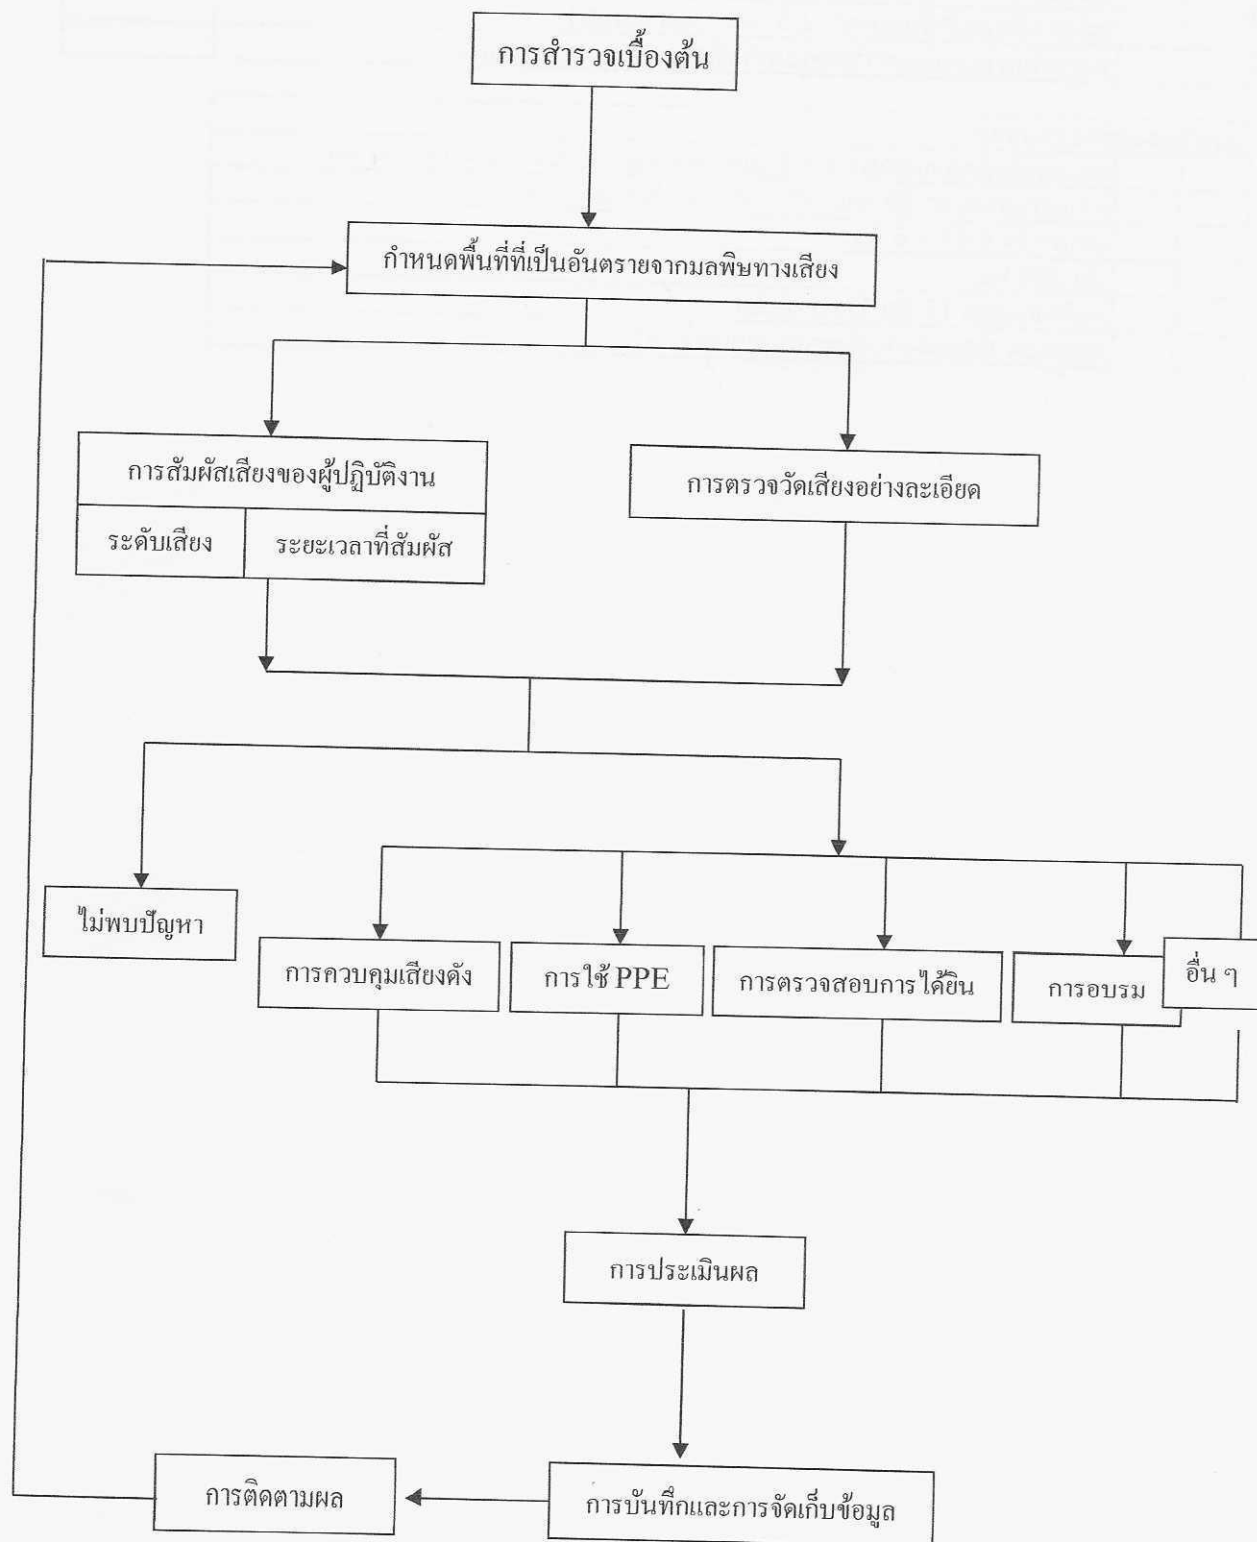 การสำรวจเบื้องต้น
กำหนดพื้นที่ที่เป็นอันตรายจากมลพิษทางเสียง
การสัมผัสเสียงของผู้ปฏิบัติงาน
ระดับเสียง
ระยะเวลาที่สัมผัส
การตรวจวัดเสียงอย่างละเอียด
ไม่พบปัญหา
การควบคุมเสียงดัง
การใช้ PPE
การตรวจสอบการได้ยิน
การอบรม
อื่น ๆ
การประเมินผล
การติดตามผล
การบันทึกและการจัดเก็บข้อมูล